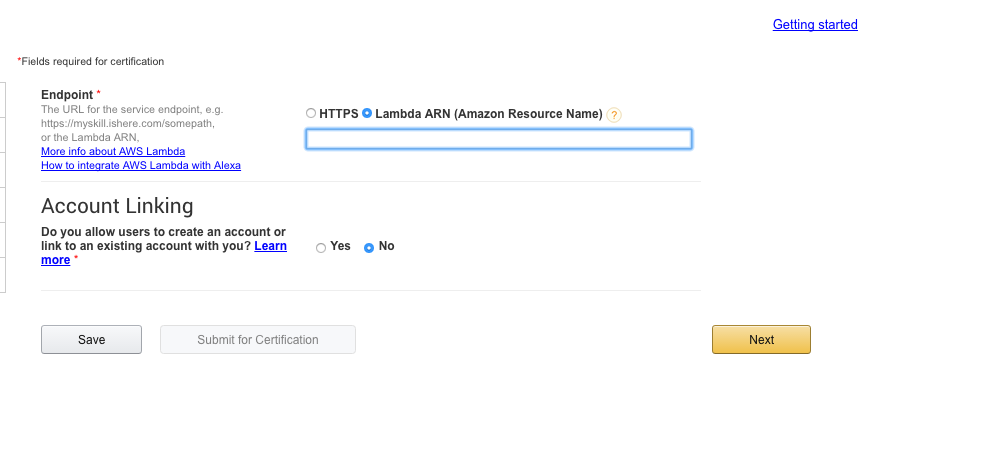 Getting started
*Fields required for certification
Endpoint *
The URL for the service endpoint, e.g.
https://myskill.ishere.com/somepath,
or the Lambda ARN,
More info about AWS Lambda
How to integrate AWS Lambda with Alexa
HTTPS Lambda ARN (Amazon Resource Name) ?
Account Linking
Do you allow users to create an account or
link to an existing account with you? Learn
more *
Yes No
Save Submit for Certification Next